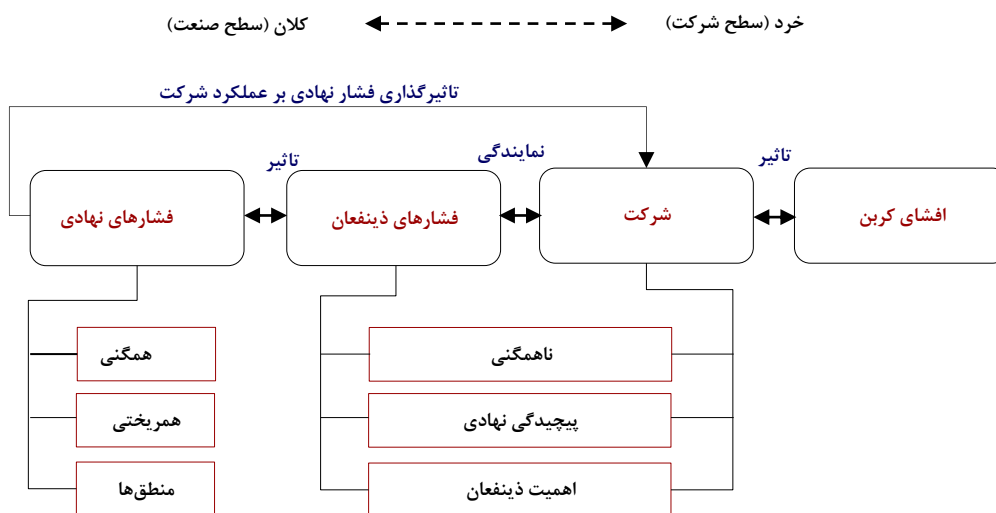 خرد (سطح شرکت)
کلان (سطح صنعت)
تاثیرگذاری فشار نهادی بر عملکرد شرکت
تاثیر
نمایندگی
تاثیر
افشای کربن
شرکت
فشارهای ذینفعان
فشارهای نهادی
ناهمگنی
همگنی
پیچیدگی نهادی
همریختی
اهمیت ذینفعان
منطق‌ها